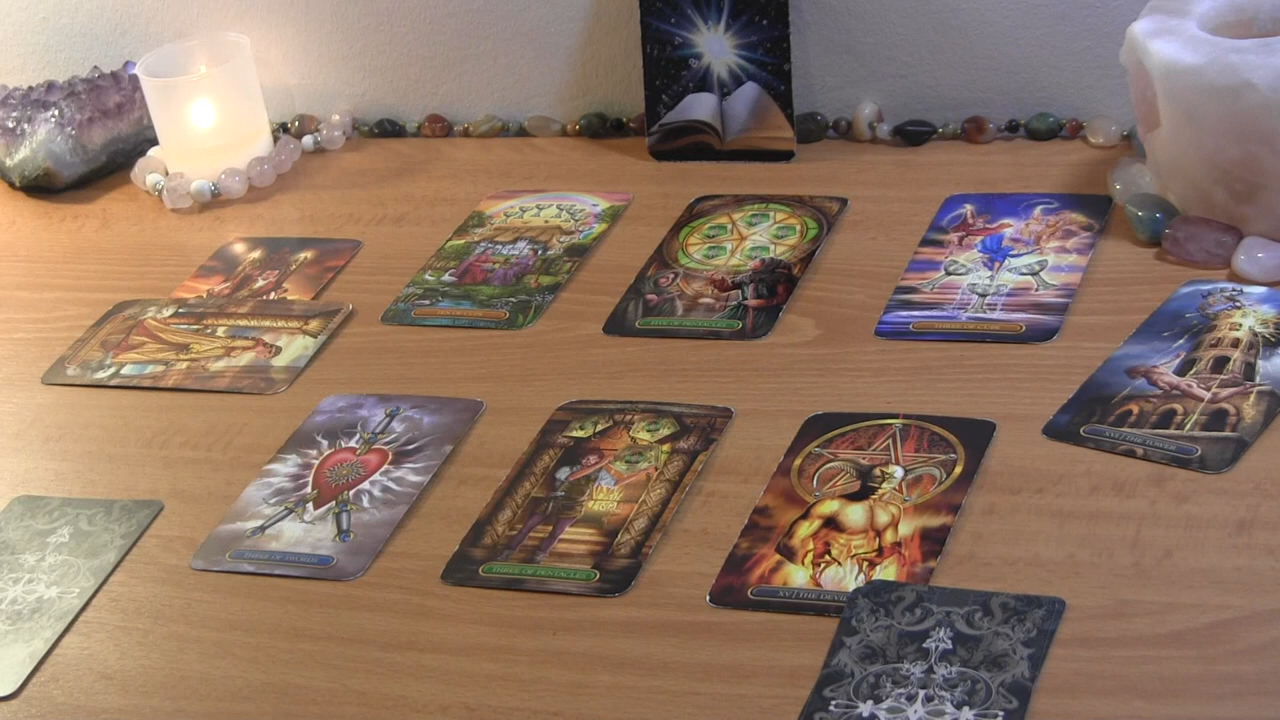 TEN OF CUPS
FIVE OF PENTACLES
THREE OF CUPS
XVI | THE TOWER
THREE OF SWORDS
THREE OF PENTACLES
XV | THE DEVIL